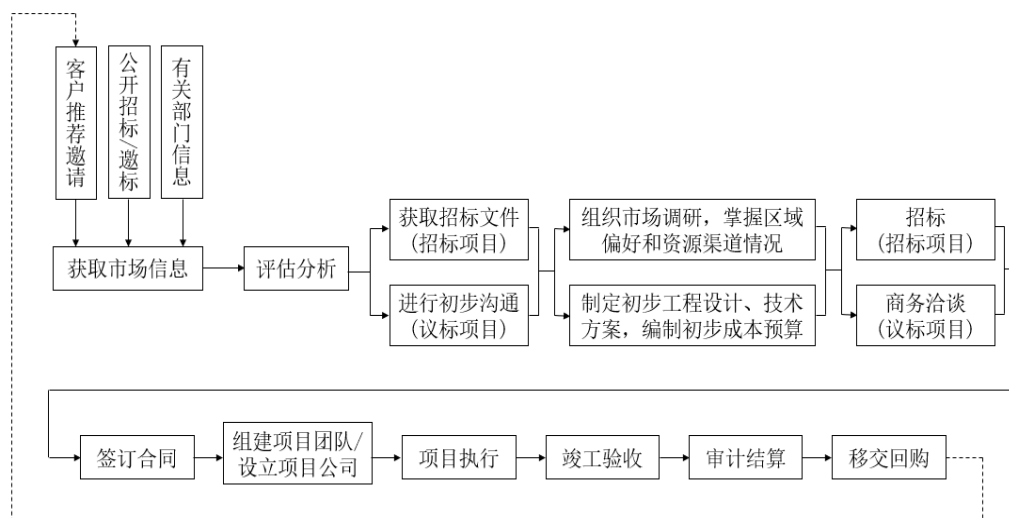 客户推荐邀请
公开招标/邀标
有关部门信息
获取市场信息
评估分析
获取招标文件
(招标项目)
进行初步沟通
(议标项目)
组织市场调研，掌握区域
偏好和资源渠道情况
制定初步工程设计、技术
方案，编制初步成本预算
招标
(招标项目)
商务洽谈
(议标项目)
签订合同
组建项目团队/
设立项目公司
项目执行
竣工验收
审计结算
移交回购